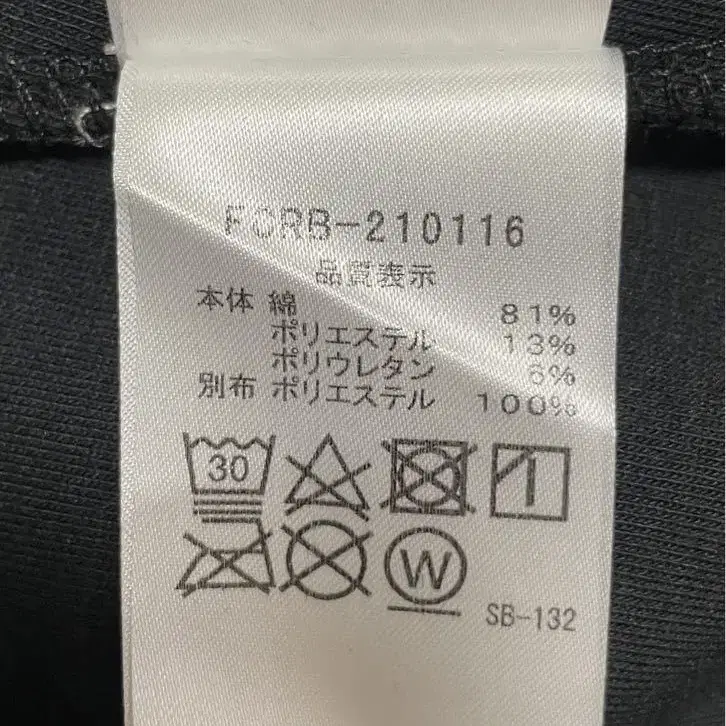 FCRB-210116
品質表示
本体 綿 81%
ポリエステル 13%
ポリウレタン 6%
別布 ポリエステル 100%
30
W
SB-132